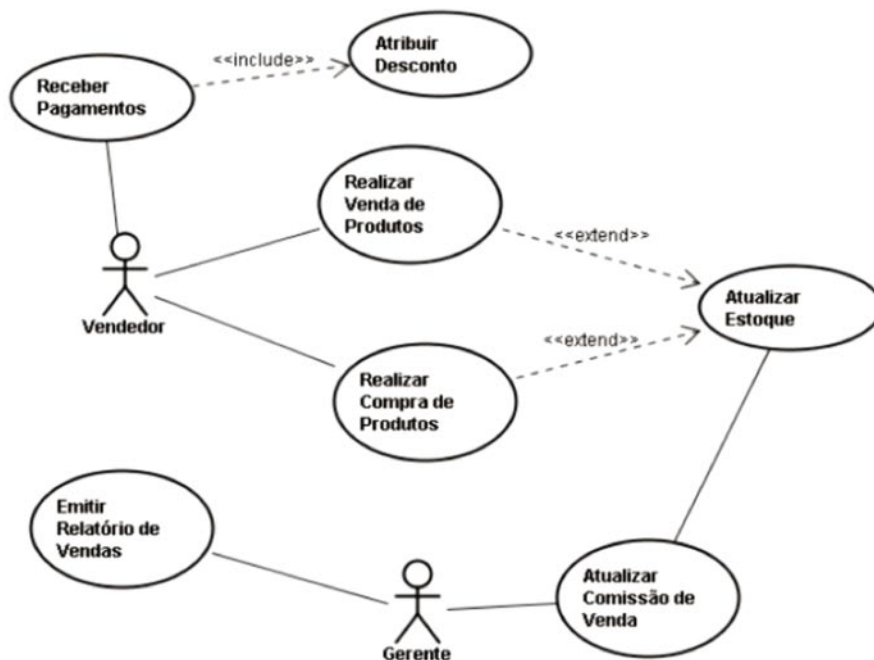 Atribuir
Desconto
<<include>>
Receber
Pagamentos
Realizar
Venda de
Produtos
<<extend>>
Atualizar
Estoque
Vendedor
<<extend>>
Realizar
Compra de
Produtos
Emitir
Relatório de
Vendas
Atualizar
Comissão de
Venda
Gerente